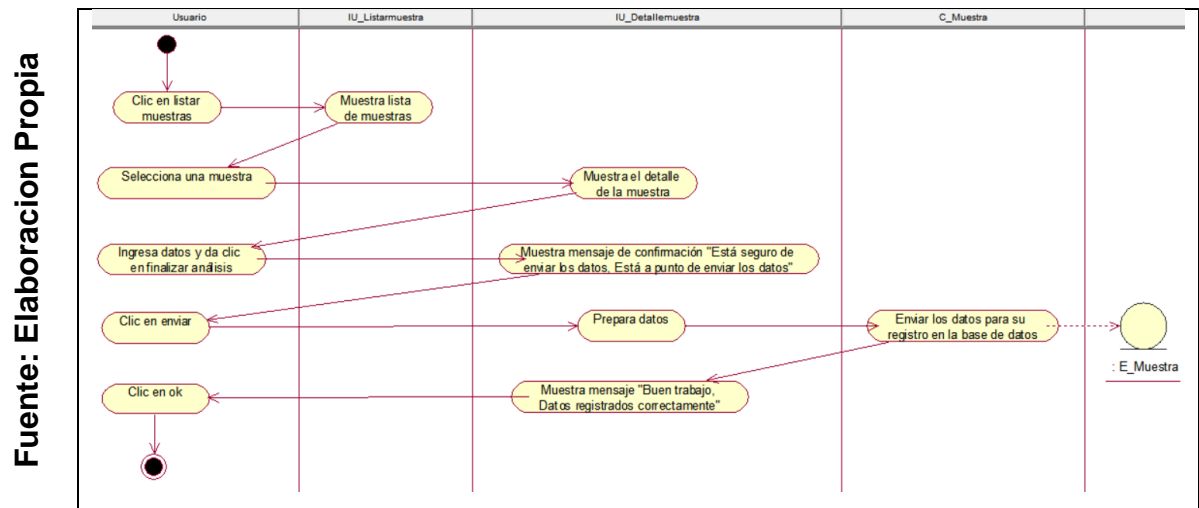 Fuente: Elaboracion Propia
Usuario
IU_Listarmuestra
IU_Detallemuestra
C_Muestra
Clic en listar
muestras
Muestra lista
de muestras
Selecciona una muestra
Muestra el detalle
de la muestra
Ingresa datos y da clic
en finalizar análisis
Muestra mensaje de confirmación "Está seguro de
enviar los datos, Está a punto de enviar los datos"
Clic en enviar
Prepara datos
Enviar los datos para su
registro en la base de datos
: E_Muestra
Clic en ok
Muestra mensaje "Buen trabajo,
Datos registrados correctamente"